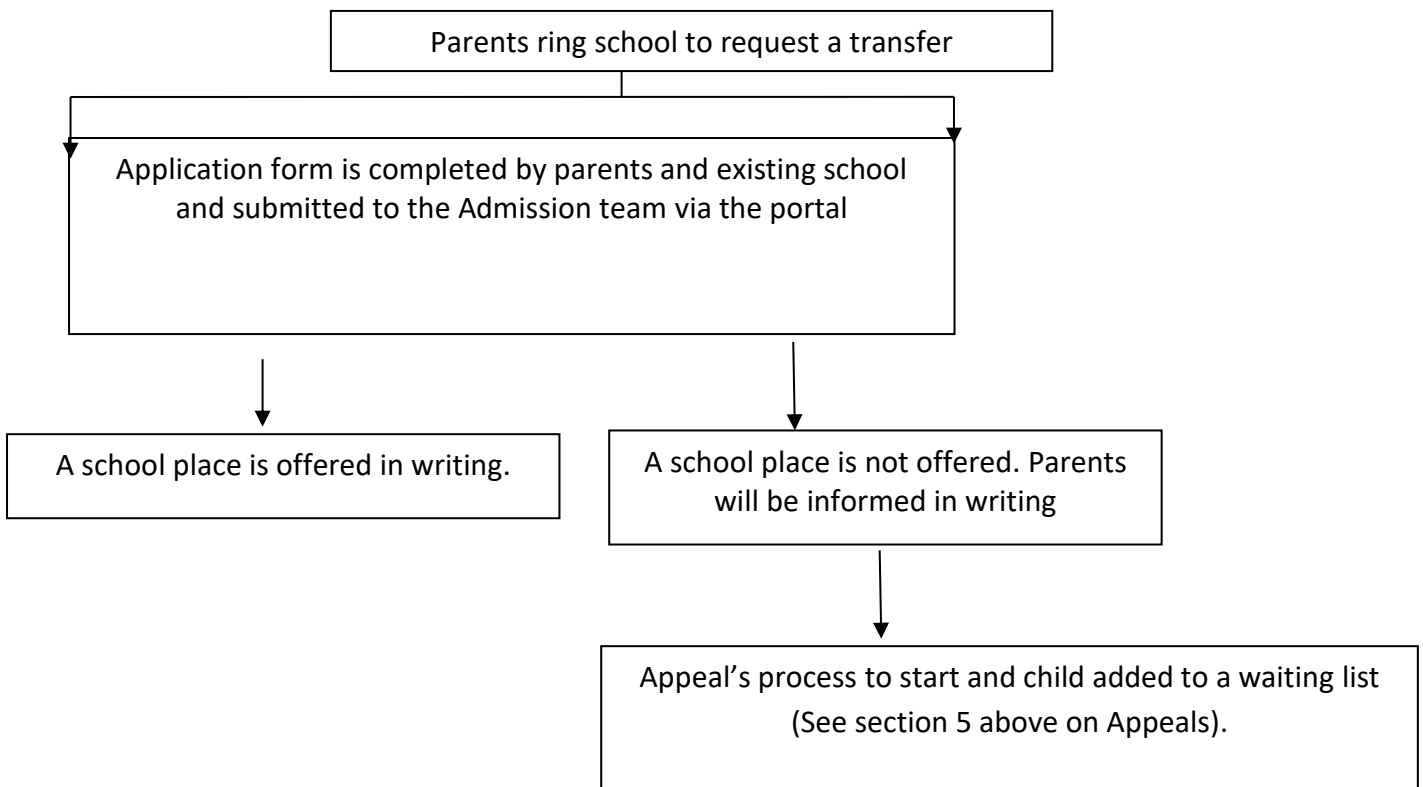 Parents ring school to request a transfer
Application form is completed by parents and existing school
and submitted to the Admission team via the portal
A school place is offered in writing.
A school place is not offered. Parents
will be informed in writing
Appeal’s process to start and child added to a waiting list
(See section 5 above on Appeals).